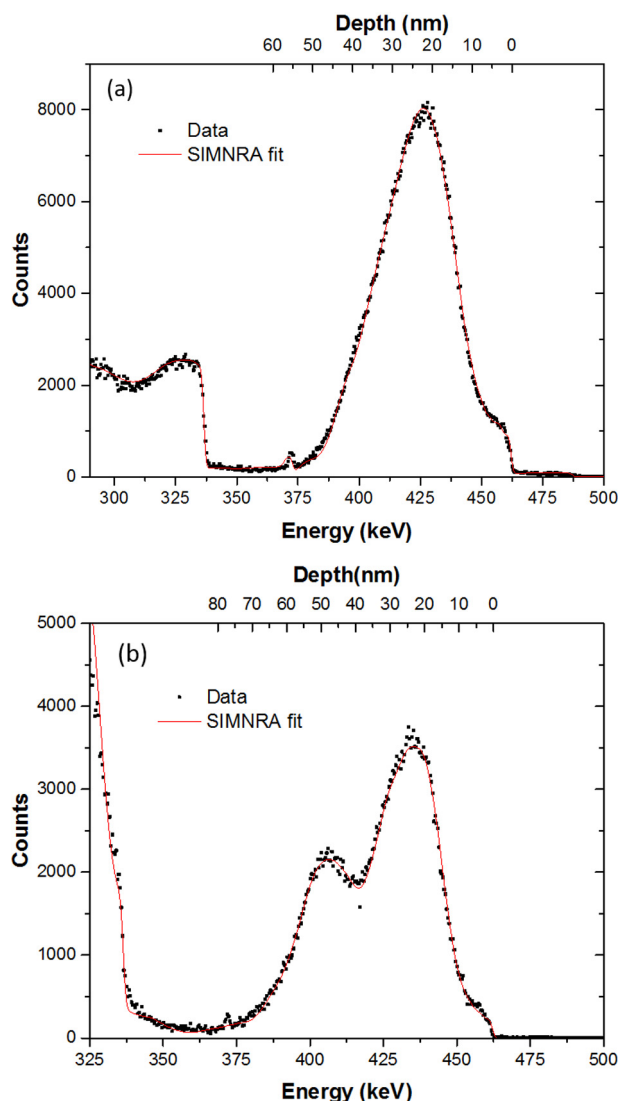 Depth (nm)
60 50 40 30 20 10 0
(a)
Data
SIMNRA fit
8000
6000
4000
2000
0
Counts
300 325 350 375 400 425 450 475 500
Energy (keV)
Depth(nm)
80 70 60 50 40 30 20 10 0
(b)
Data
SIMNRA fit
5000
4000
3000
2000
1000
0
Counts
325 350 375 400 425 450 475 500
Energy (keV)